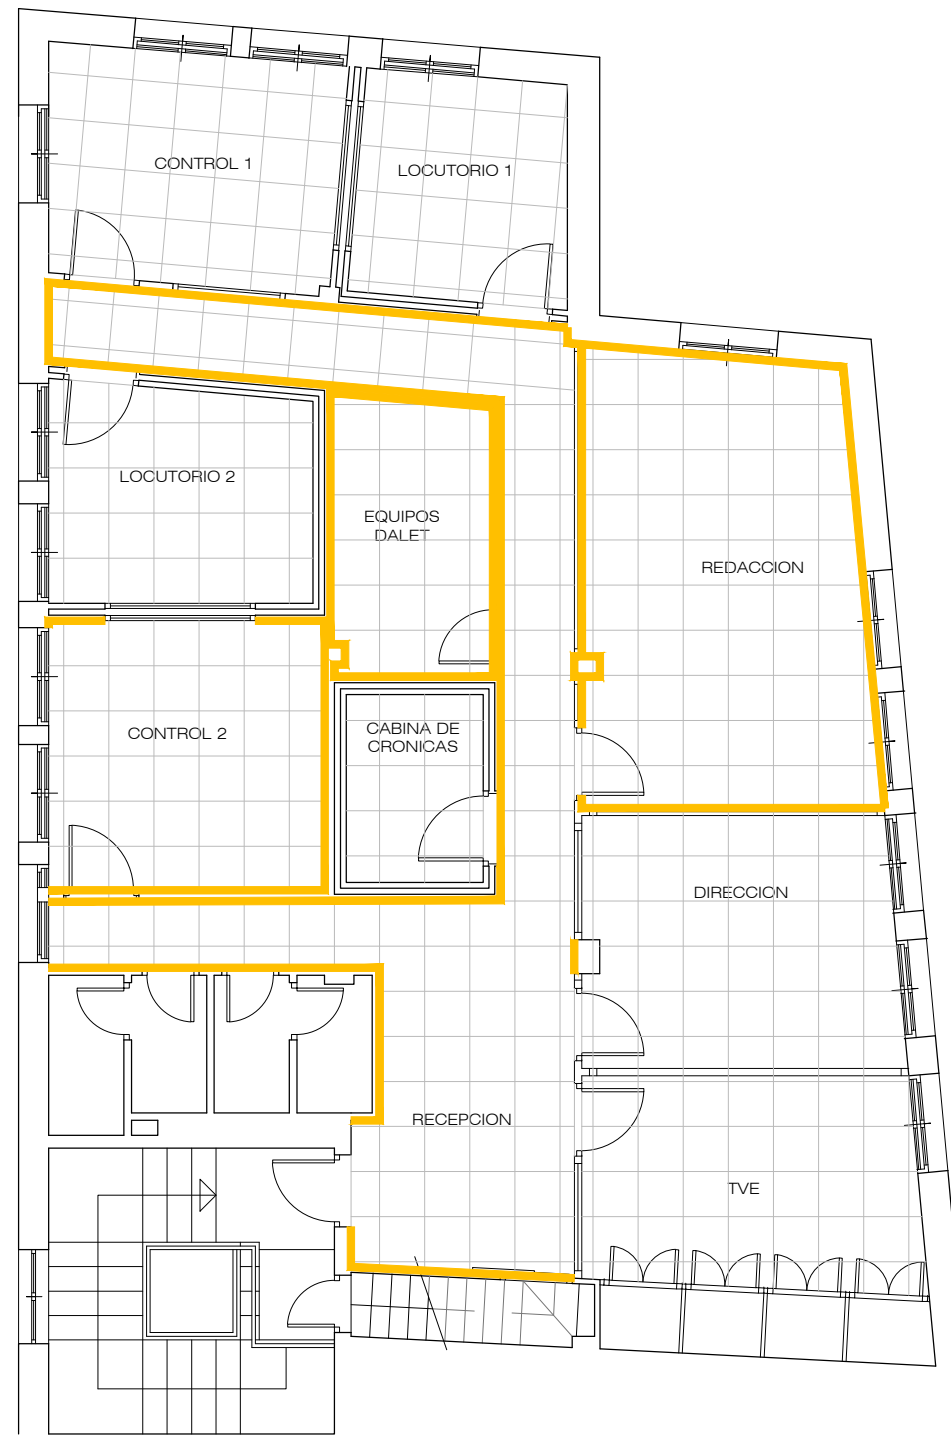 CONTROL 1
LOCUTORIO 1
LOCUTORIO 2
EQUIPOS
DALET
REDACCION
CONTROL 2
CABINA DE
CRONICAS
DIRECCION
RECEPCION
TVE